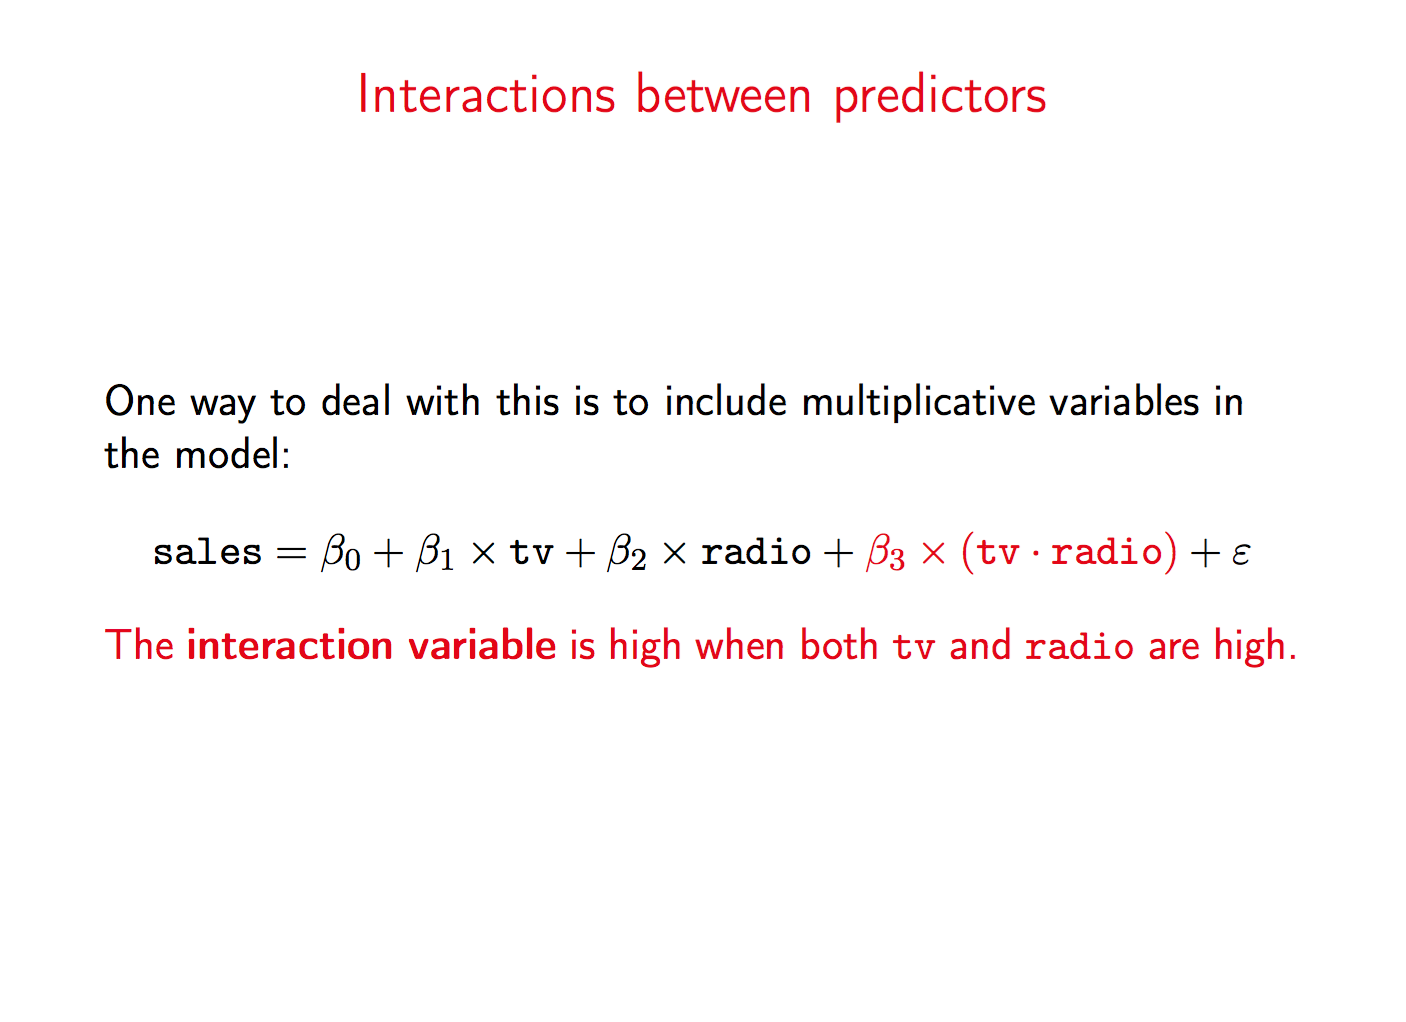 Interactions between predictors
One way to deal with this is to include multiplicative variables in
the model:
sales = β₀ + β₁ × tv + β₂ × radio + β₃ × (tv · radio) + ε
The interaction variable is high when both tv and radio are high.